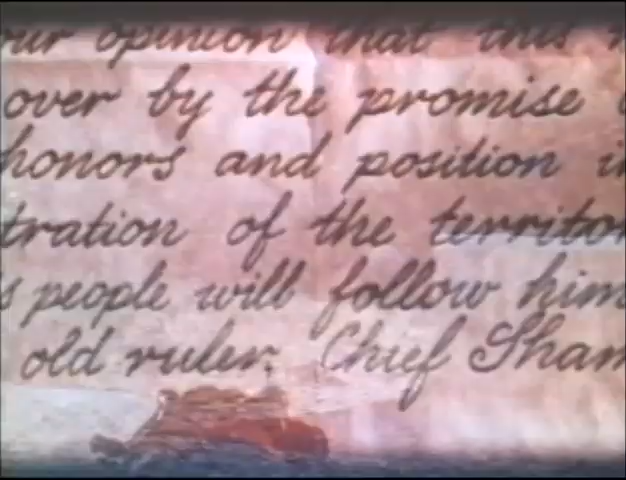 our opinion that this
over by the promise
honors and position
tration of the territor
s people will follow him
old ruler. Chief Sham